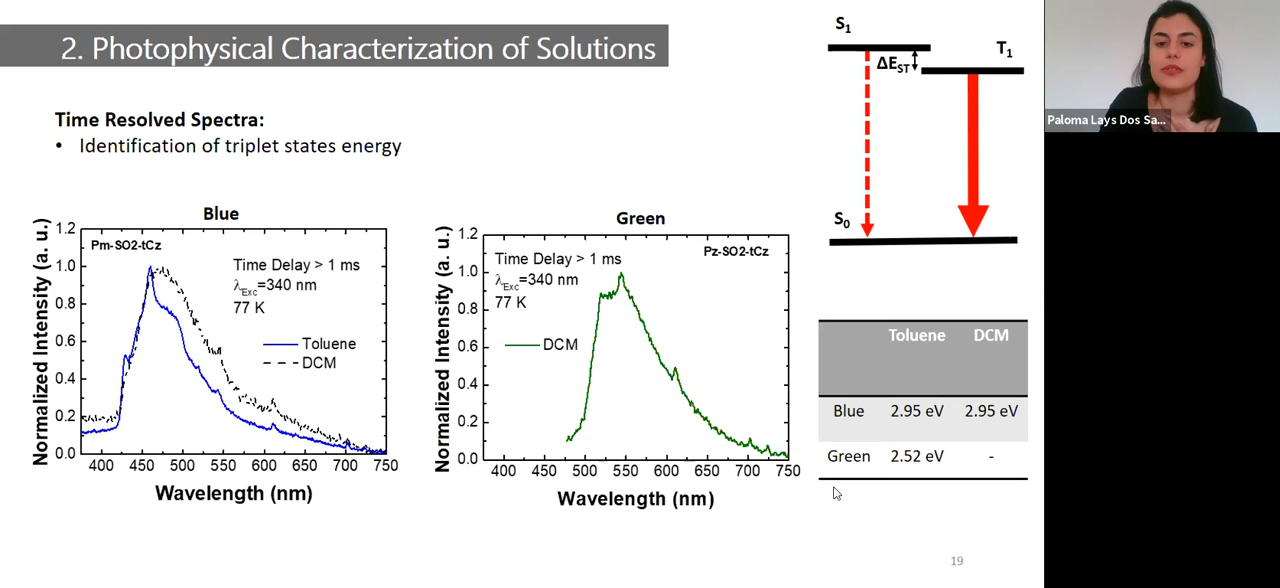 2. Photophysical Characterization of Solutions
Time Resolved Spectra:
• Identification of triplet states energy
Blue
Pm-SO2-tCz
Time Delay > 1 ms
λExc=340 nm
77 K
Toluene
DCM
Normalized Intensity (a. u.)
1.2
1.0
0.8
0.6
0.4
0.2
0.0
400 450 500 550 600 650 700 750
Wavelength (nm)
Green
Pz-SO2-tCz
Time Delay > 1 ms
λExc=340 nm
77 K
DCM
Normalized Intensity (a. u.)
1.2
1.0
0.8
0.6
0.4
0.2
0.0
400 450 500 550 600 650 700 750
Wavelength (nm)
S1
T1
ΔEST
S0
Toluene DCM
Blue 2.95 eV 2.95 eV
Green 2.52 eV -
19
Paloma Lays Dos Sa...